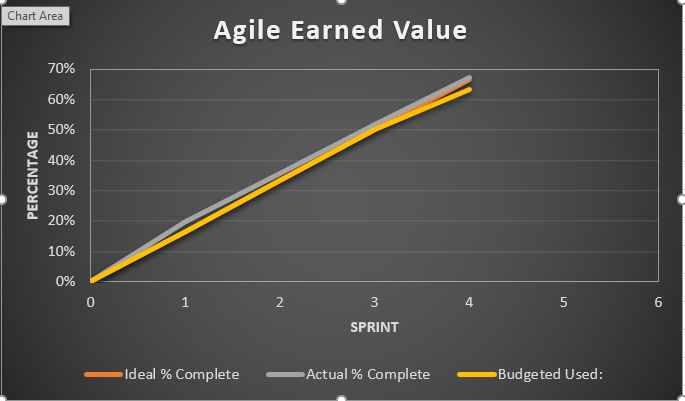 Chart Area
Agile Earned Value
70%
60%
50%
40%
30%
20%
10%
0%
PERCENTAGE
0 1 2 3 4 5 6
SPRINT
Ideal % Complete Actual % Complete Budgeted Used: